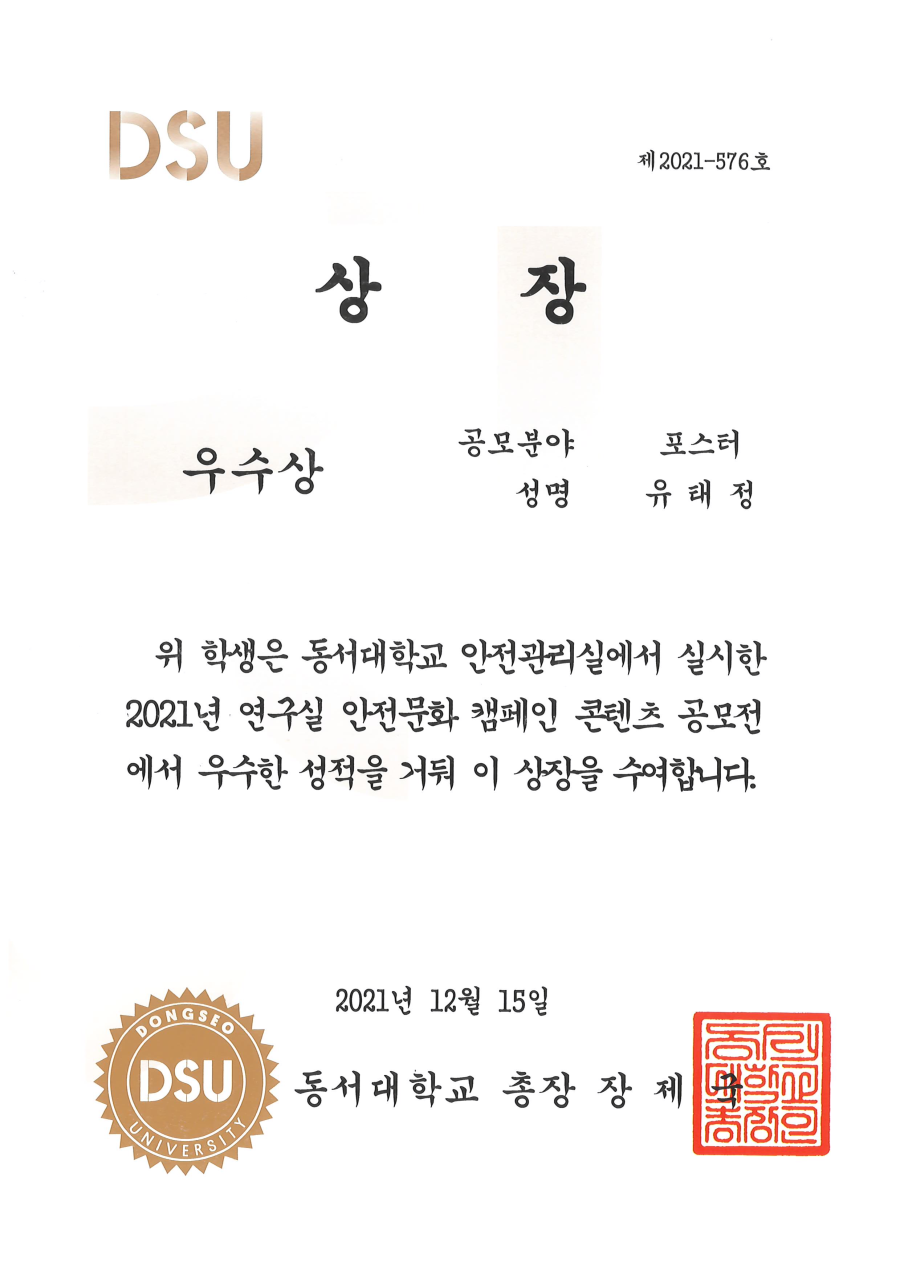 DSU
제2021-576호
상 장
우수상
공모분야 포스터
성명 유 태 정
위 학생은 동서대학교 안전관리실에서 실시한
2021년 연구실 안전문화 캠페인 콘텐츠 공모전
에서 우수한 성적을 거둬 이 상장을 수여합니다.
2021년 12월 15일
DONGSEO
DSU
UNIVERSITY
동서대학교 총장 장 제 국